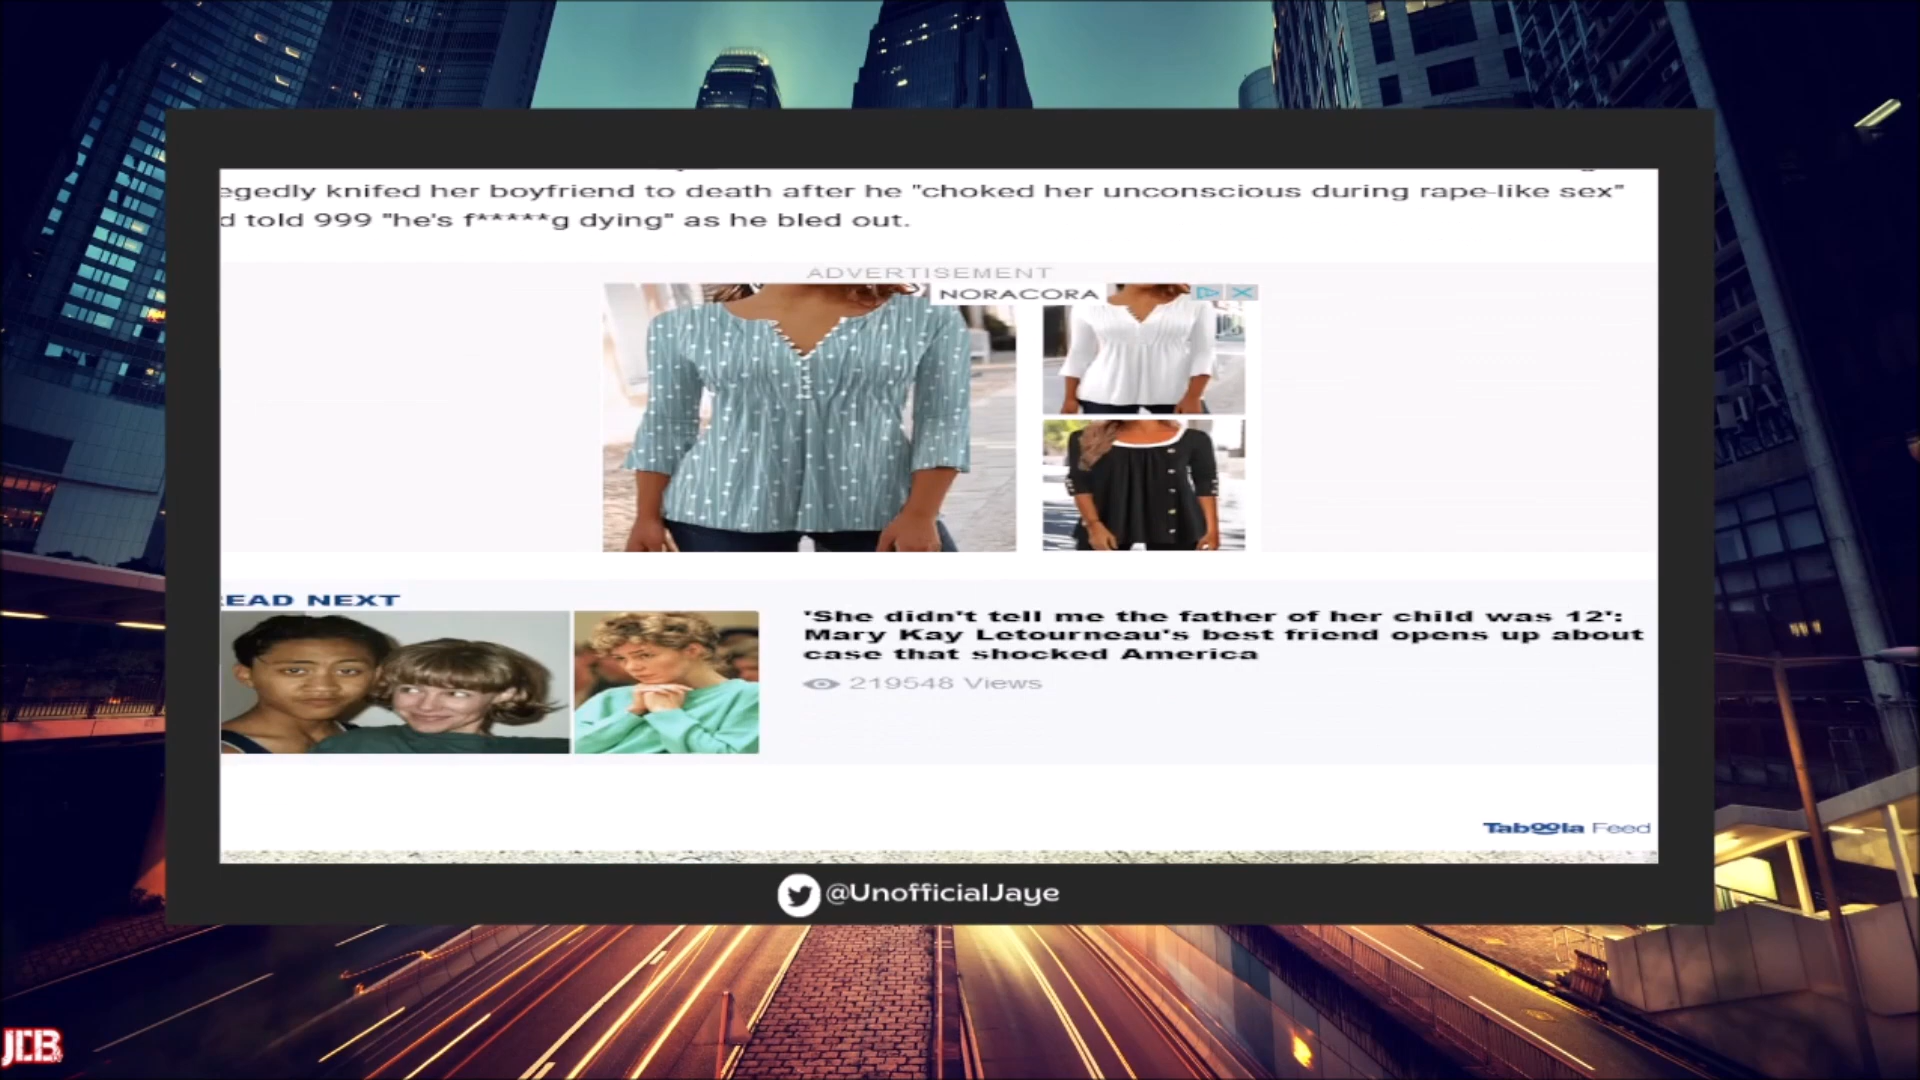 egedly knifed her boyfriend to death after he "choked her unconscious during rape-like sex"
d told 999 "he's f*****g dying" as he bled out.
ADVERTISEMENT
NORACORA
EAD NEXT
'She didn't tell me the father of her child was 12':
Mary Kay Letourneau's best friend opens up about
case that shocked America
219548 Views
Taboola Feed
@UnofficialJaye
JCB